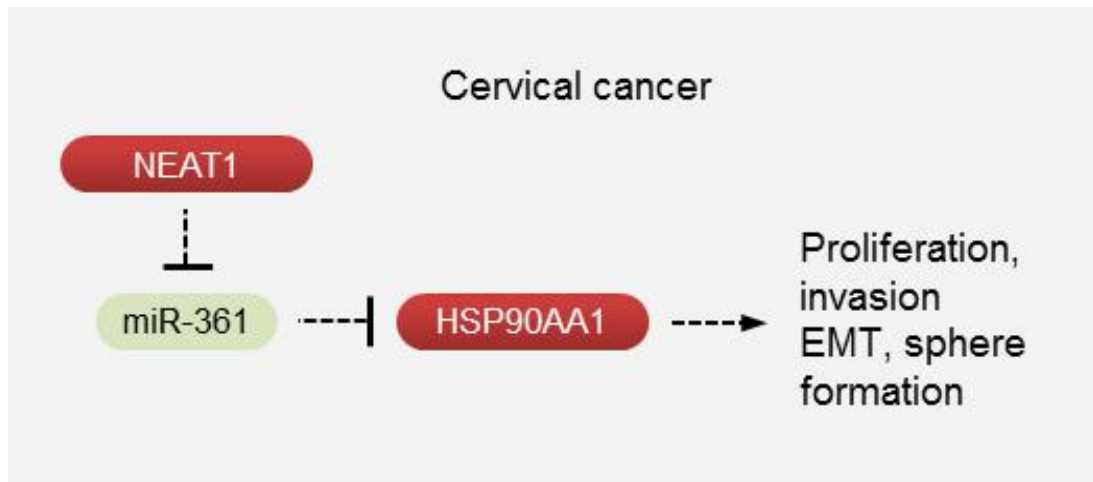 Cervical cancer
NEAT1
miR-361
HSP90AA1
Proliferation,
invasion
EMT, sphere
formation